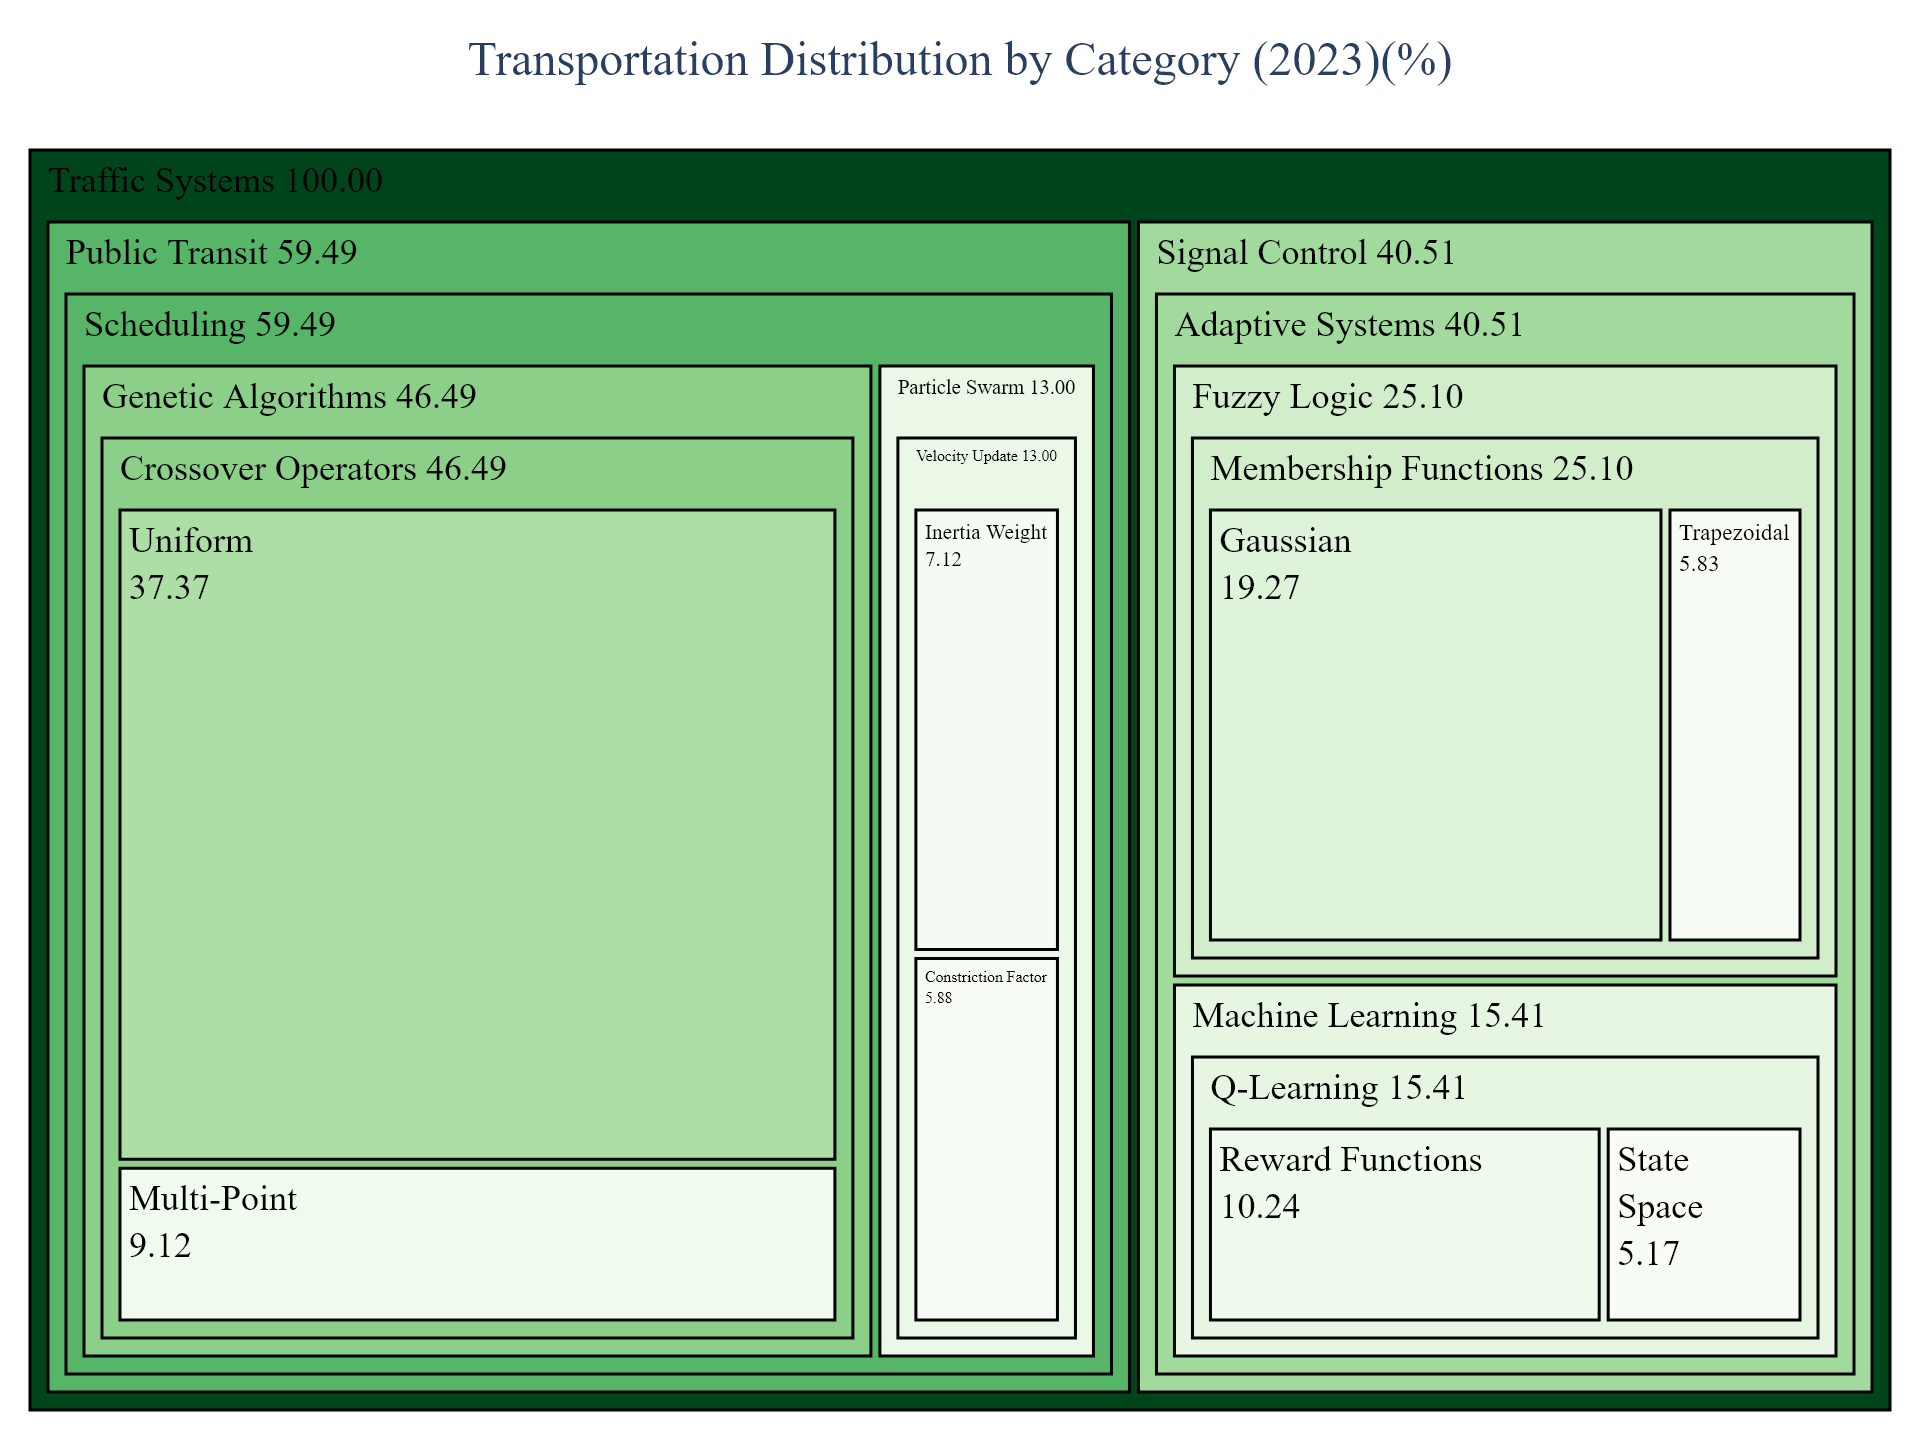 Transportation Distribution by Category (2023)(%)
Traffic Systems 100.00
Public Transit 59.49
Scheduling 59.49
Genetic Algorithms 46.49
Crossover Operators 46.49
Uniform
37.37
Multi-Point
9.12
Particle Swarm 13.00
Velocity Update 13.00
Inertia Weight
7.12
Constriction Factor
5.88
Signal Control 40.51
Adaptive Systems 40.51
Fuzzy Logic 25.10
Membership Functions 25.10
Gaussian
19.27
Trapezoidal
5.83
Machine Learning 15.41
Q-Learning 15.41
Reward Functions
10.24
State
Space
5.17